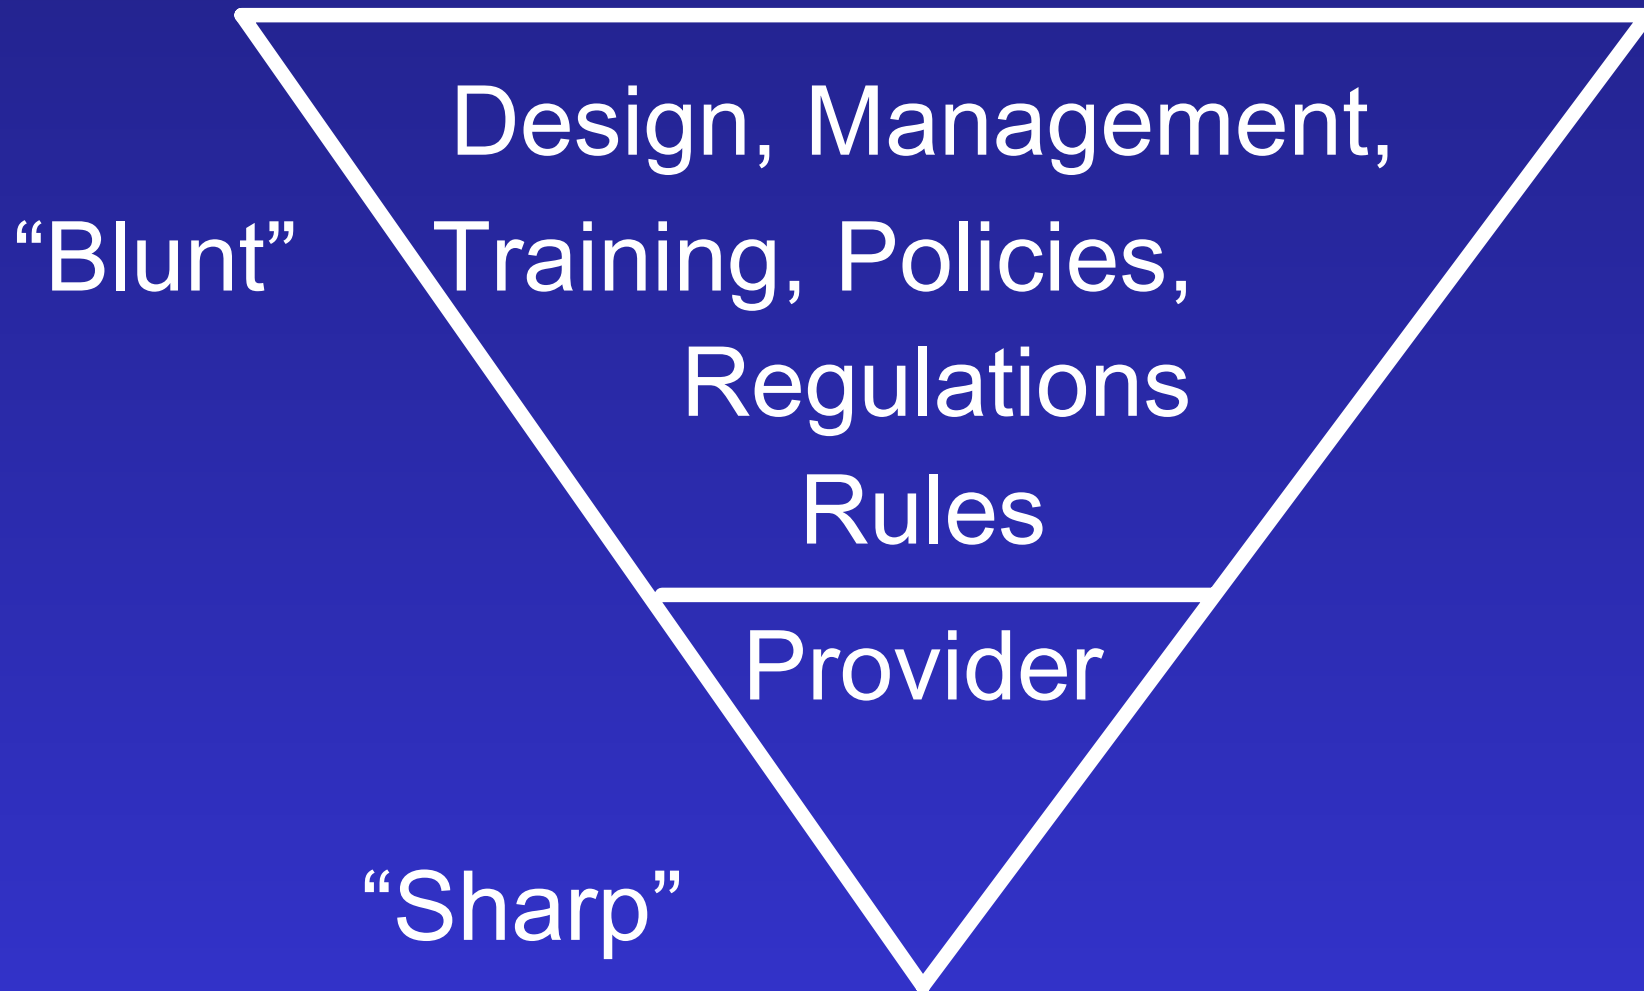 Design, Management,
“Blunt” Training, Policies,
Regulations
Rules
Provider
“Sharp”